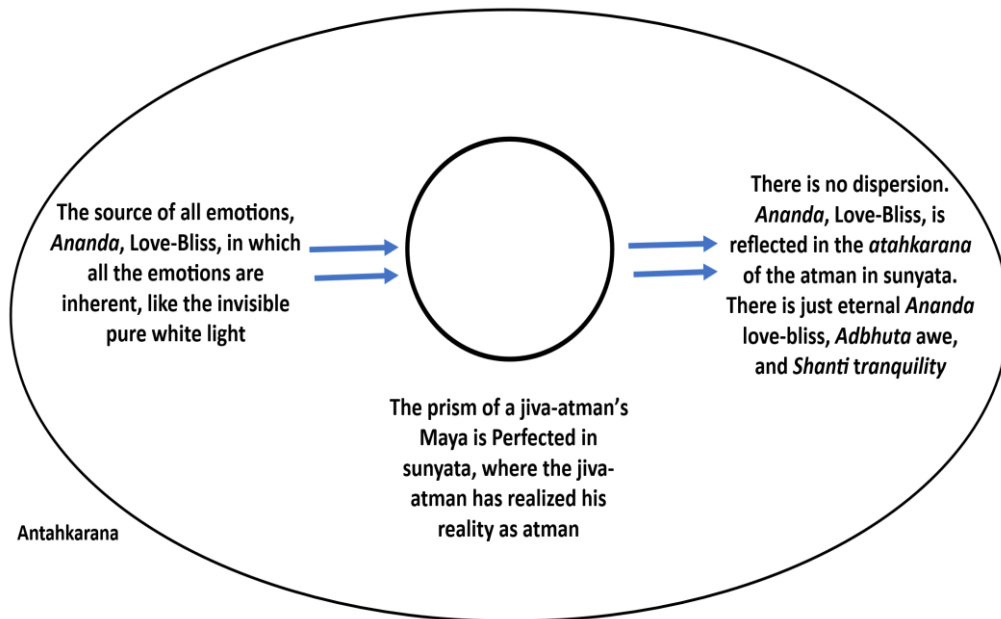 The source of all emotions,
Ananda, Love-Bliss, in which
all the emotions are
inherent, like the invisible
pure white light
There is no dispersion.
Ananda, Love-Bliss, is
reflected in the atahkarana
of the atman in sunyata.
There is just eternal Ananda
love-bliss, Adbhuta awe,
and Shanti tranquility
The prism of a jiva-atman's
Maya is Perfected in
sunyata, where the jiva-
atman has realized his
reality as atman
Antahkarana